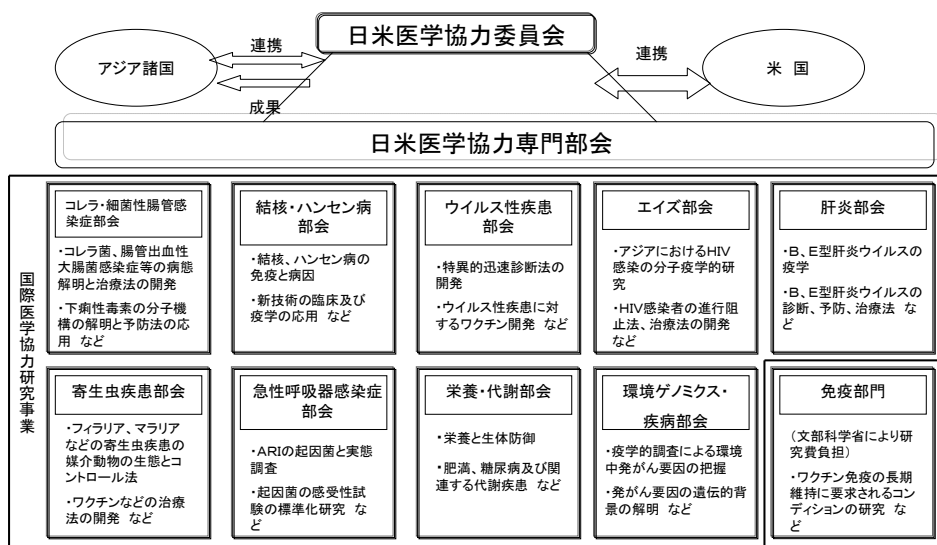 日米医学協力委員会
連携
アジア諸国
成果
連携
米 国
日米医学協力専門部会
国際医学協力研究事業
コレラ・細菌性腸管感
染症部会
・コレラ菌、腸管出血性
大腸菌感染症等の病態
解明と治療法の開発
・下痢性毒素の分子機
構の解明と予防法の応
用 など
結核・ハンセン病
部会
・結核、ハンセン病の
免疫と病因
・新技術の臨床及び
疫学の応用 など
ウイルス性疾患
部会
・特異的迅速診断法の
開発
・ウイルス性疾患に対
するワクチン開発 など
エイズ部会
・アジアにおけるHIV
感染の分子疫学的研
究
・HIV感染者の進行阻
止法、治療法の開発
など
肝炎部会
・B、E型肝炎ウイルスの
疫学
・B、E型肝炎ウイルスの
診断、予防、治療法 な
ど
寄生虫疾患部会
・フィラリア、マラリア
などの寄生虫疾患の
媒介動物の生態とコ
ントロール法
・ワクチンなどの治療
法の開発 など
急性呼吸器感染症
部会
・ARIの起因菌と実態
調査
・起因菌の感受性試
験の標準化研究 な
ど
栄養・代謝部会
・栄養と生体防御
・肥満、糖尿病及び関
連する代謝疾患 など
環境ゲノミクス・
疾病部会
・疫学的調査による環境
中発がん要因の把握
・発がん要因の遺伝的背
景の解明 など
免疫部門
(文部科学省により研
究費負担)
・ワクチン免疫の長期
維持に要求されるコン
ディションの研究 な
ど